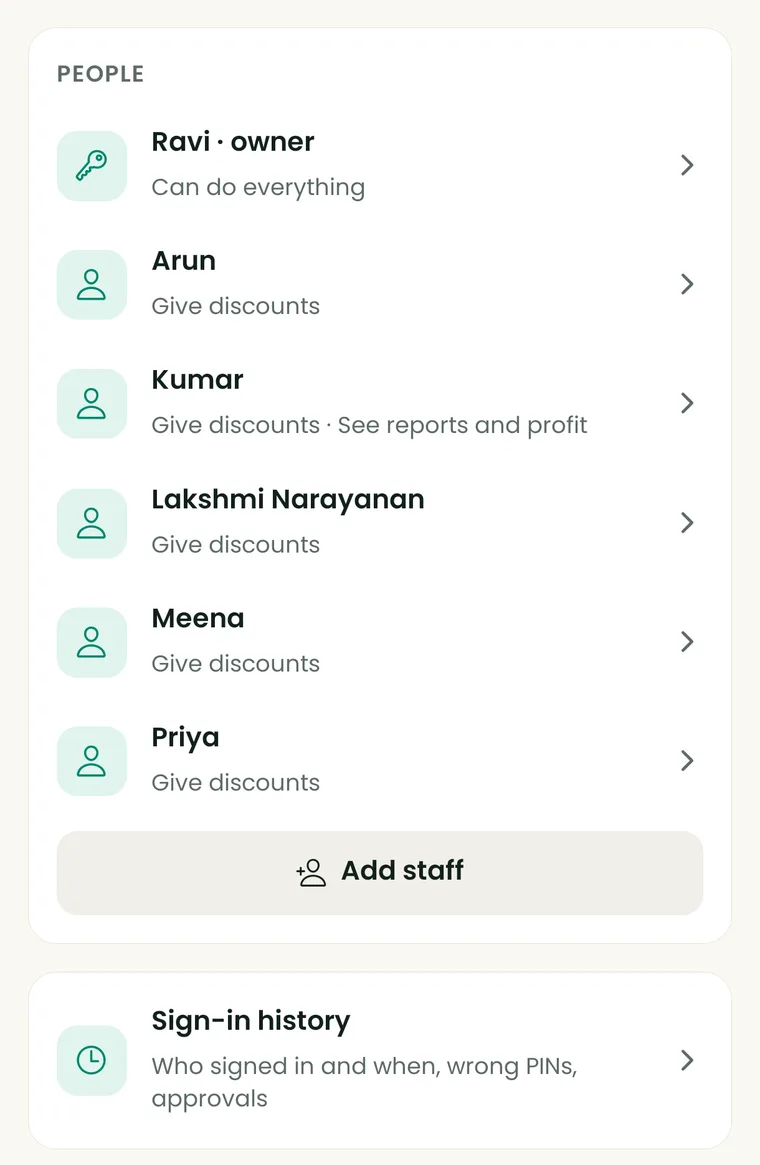 PEOPLE
Ravi · owner
Can do everything
Arun
Give discounts
Kumar
Give discounts · See reports and profit
Lakshmi Narayanan
Give discounts
Meena
Give discounts
Priya
Give discounts
Add staff
Sign-in history
Who signed in and when, wrong PINs,
approvals